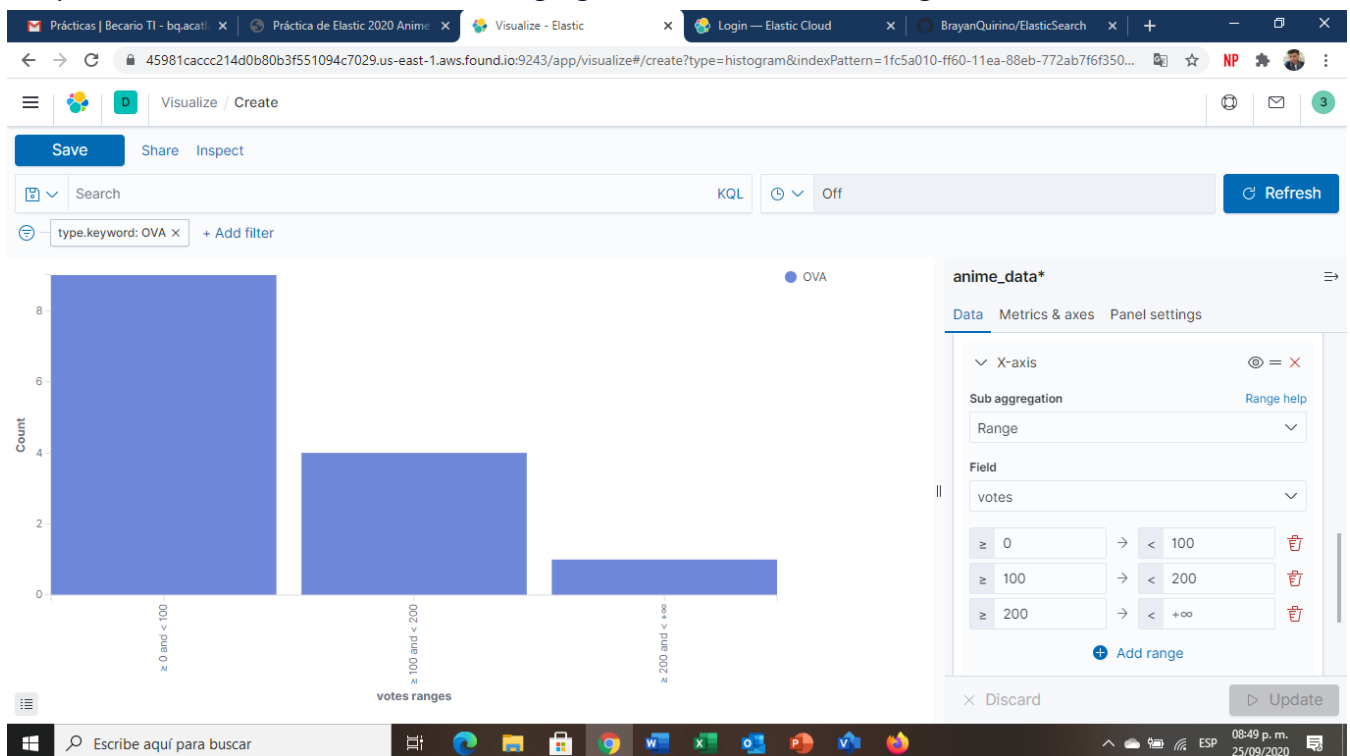 Prácticas | Becario TI - bq.acatl
Práctica de Elastic 2020 Anime
Visualize - Elastic
Login — Elastic Cloud
BrayanQuirino/ElasticSearch
45981caccc214d0b80b3f551094c7029.us-east-1.aws.found.io:9243/app/visualize#/create?type=histogram&indexPattern=1fc5a010-ff60-11ea-88eb-772ab7f6f350...
NP
D
Visualize / Create
3
Save
Share
Inspect
Search
KQL
Off
Refresh
type.keyword: OVA ×
+ Add filter
OVA
8
6
4
2
0
Count
≥ 0 and < 100
≥ 100 and < 200
≥ 200 and < +∞
votes ranges
anime_data*
Data
Metrics & axes
Panel settings
X-axis
Sub aggregation
Range help
Range
Field
votes
≥ 0 → < 100
≥ 100 → < 200
≥ 200 → < +∞
Add range
× Discard
Update
Escribe aquí para buscar
ESP
08:49 p. m.
25/09/2020